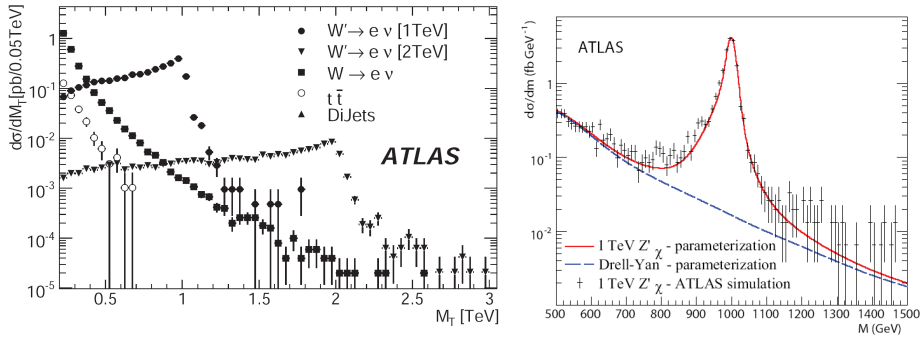 dσ/dM_T[pb/0.05TeV]
1
10^-1
10^-2
10^-3
10^-4
10^-5
W'→ e ν [1TeV]
W'→ e ν [2TeV]
W → e ν
t t̄
DiJets
ATLAS
0.5 1 1.5 2 2.5 3
M_T [TeV]
dσ/dm (fb GeV^-1)
1
10^-1
10^-2
ATLAS
1 TeV Z'χ - parameterization
Drell-Yan - parameterization
1 TeV Z'χ - ATLAS simulation
500 600 700 800 900 1000 1100 1200 1300 1400 1500
M (GeV)